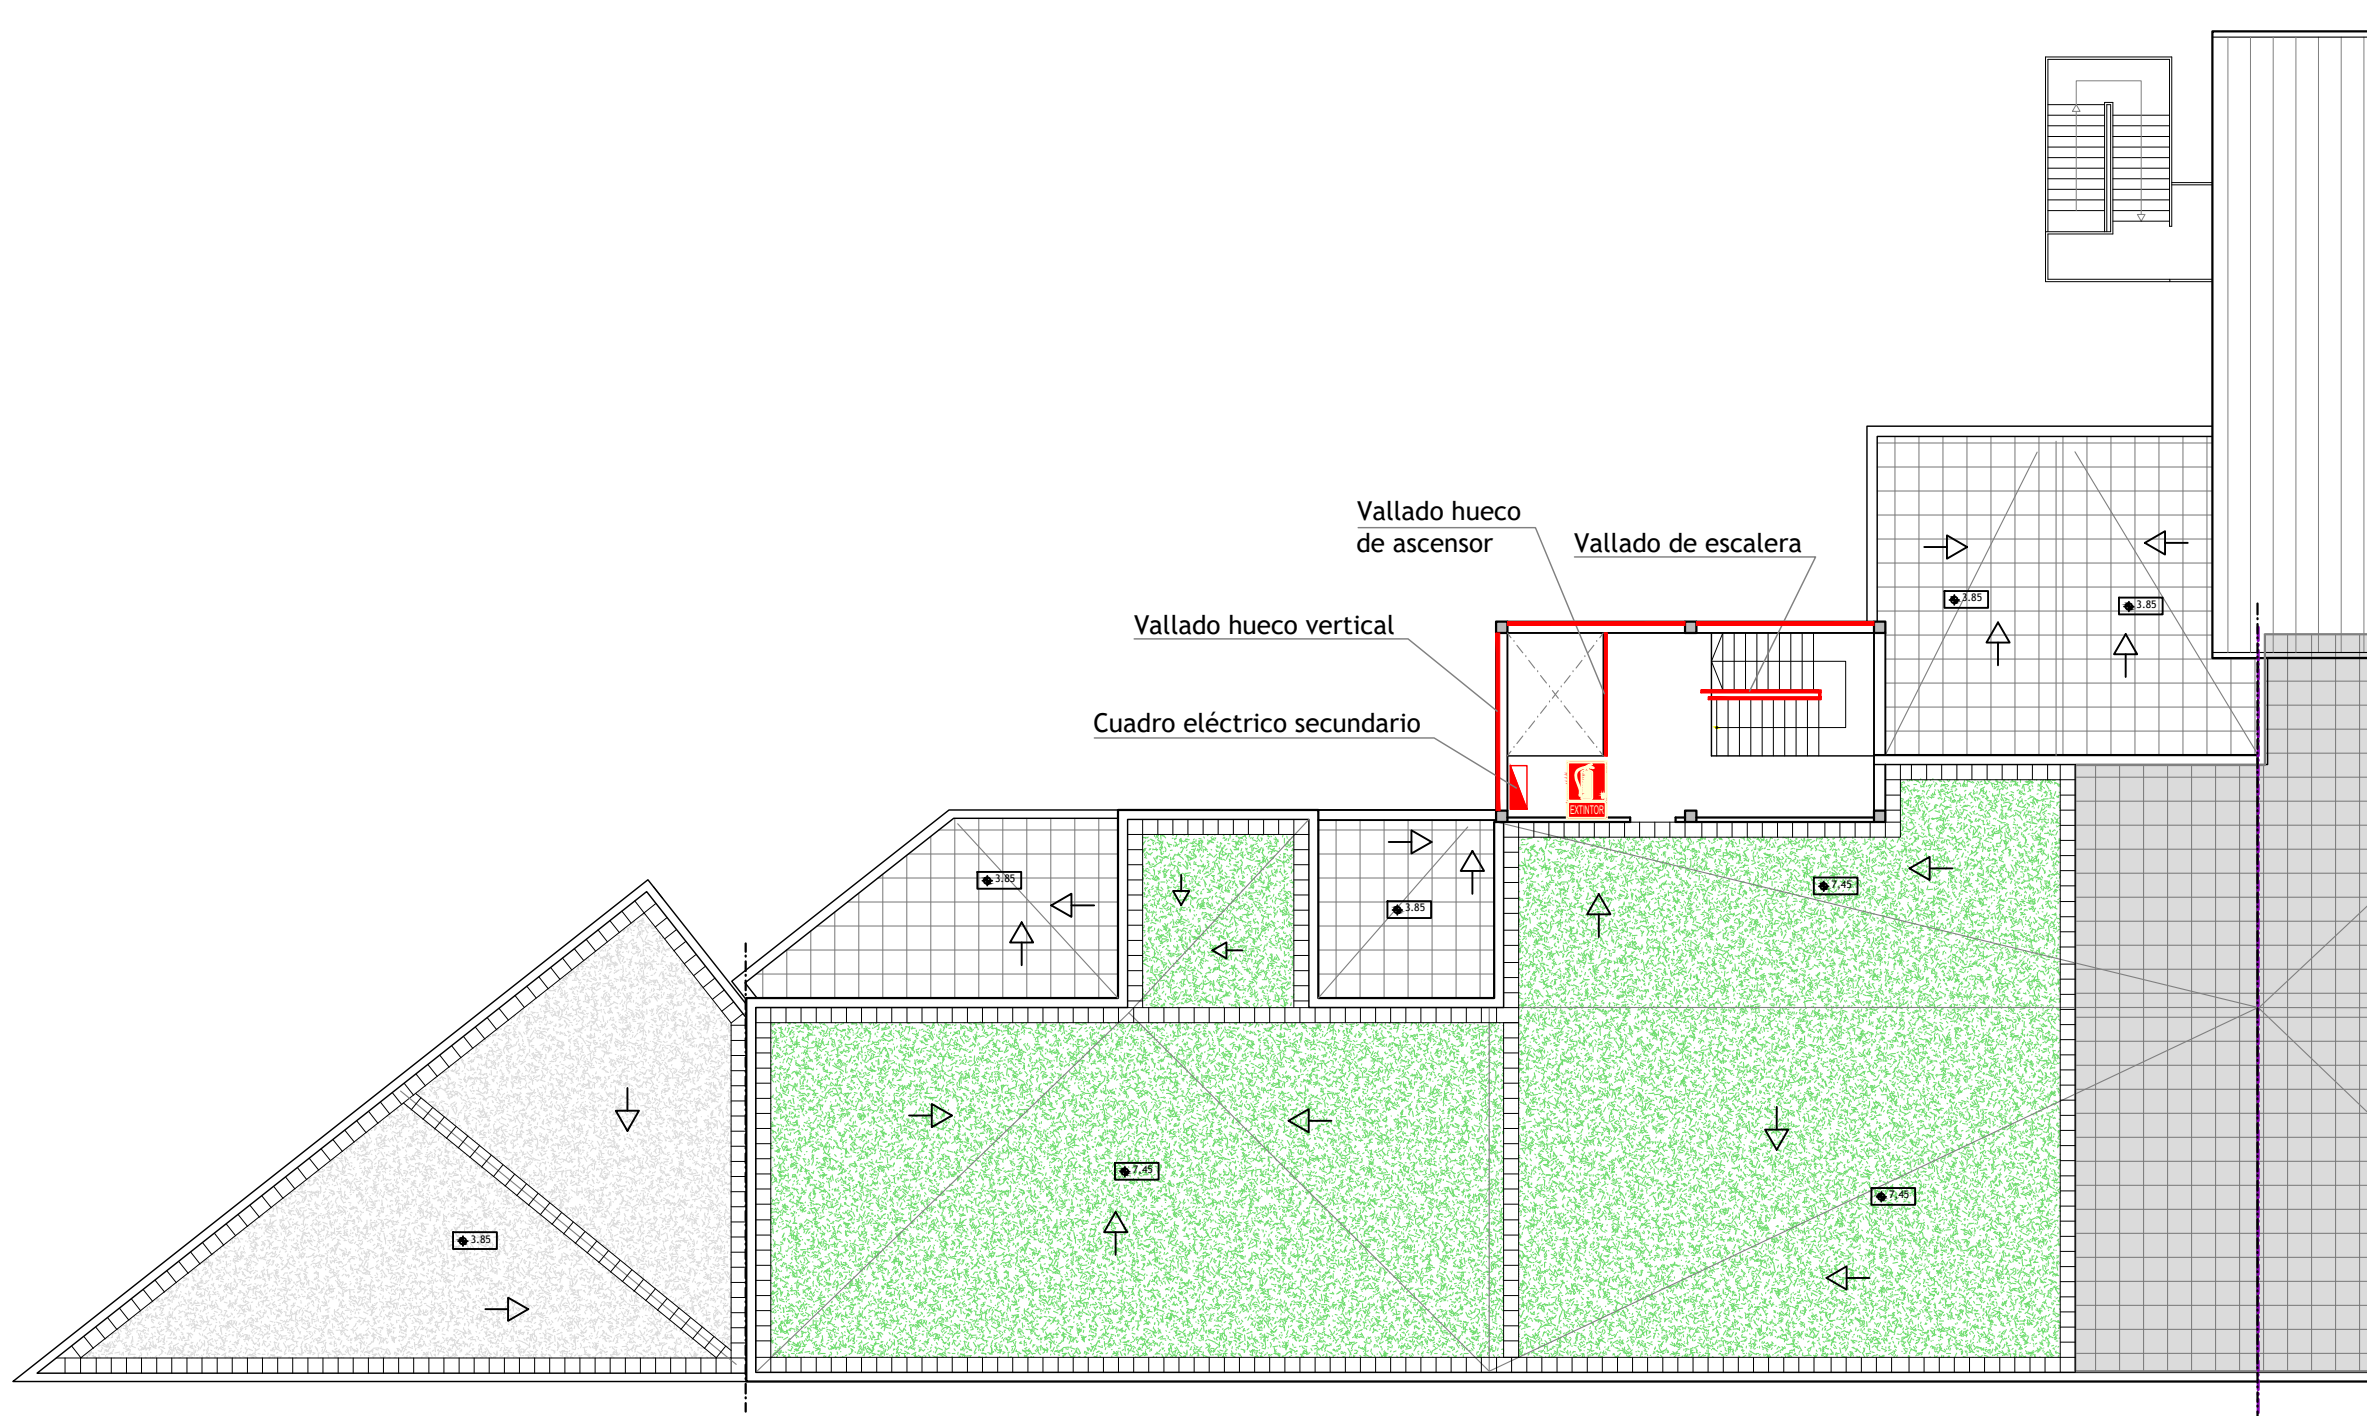 Vallado hueco
de ascensor
Vallado de escalera
3.85
3.85
Vallado hueco vertical
Cuadro eléctrico secundario
EXTINTOR
3.85
7.45
3.85
7.45
7.45
3.85